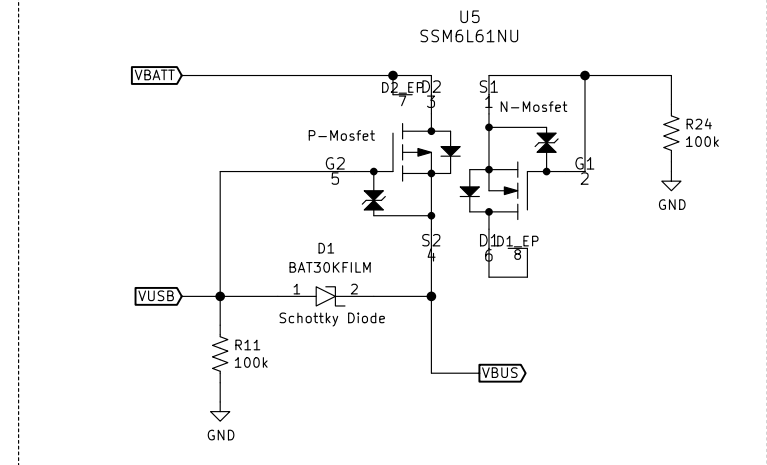 U5
SSM6L61NU
VBATT
D2_EP
D2
7
3
S1
1
N-Mosfet
P-Mosfet
R24
100k
G2
5
G1
2
GND
S2
4
D1
D1_EP
6
8
D1
BAT30KFILM
VUSB
1
2
Schottky Diode
R11
100k
VBUS
GND